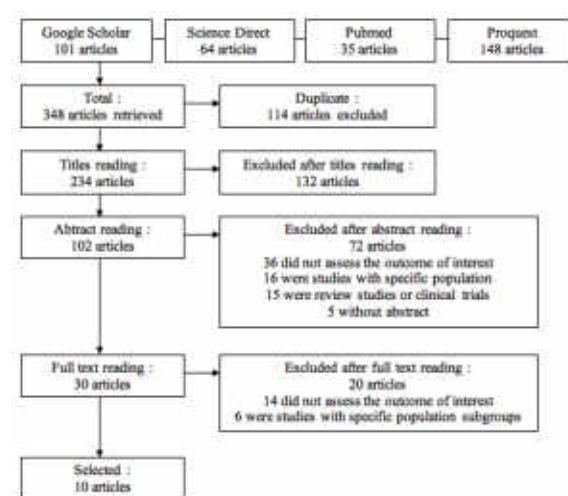 Google Scholar
101 articles
Science Direct
64 articles
Pubmed
35 articles
Proquest
148 articles
Total :
348 articles retrieved
Duplicate :
114 articles excluded
Titles reading :
234 articles
Excluded after titles reading :
132 articles
Abtract reading :
102 articles
Excluded after abstract reading :
72 articles
36 did not assess the outcome of interest
16 were studies with specific population
15 were review studies or clinical trials
5 without abstract
Full text reading :
30 articles
Excluded after full text reading :
20 articles
14 did not assess the outcome of interest
6 were studies with specific population subgroups
Selected :
10 articles